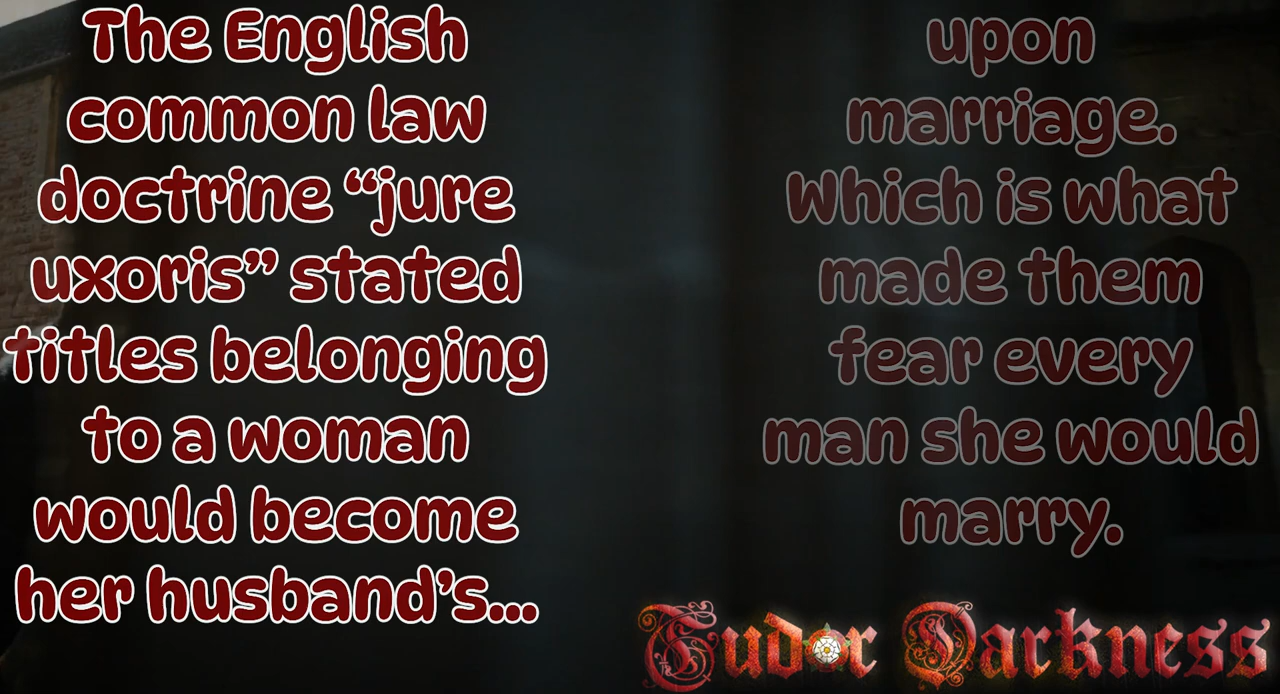 The English
common law
doctrine “jure
uxoris” stated
titles belonging
to a woman
would become
her husband’s...
upon
marriage.
Which is what
made them
fear every
man she would
marry.
Tudor Darkness